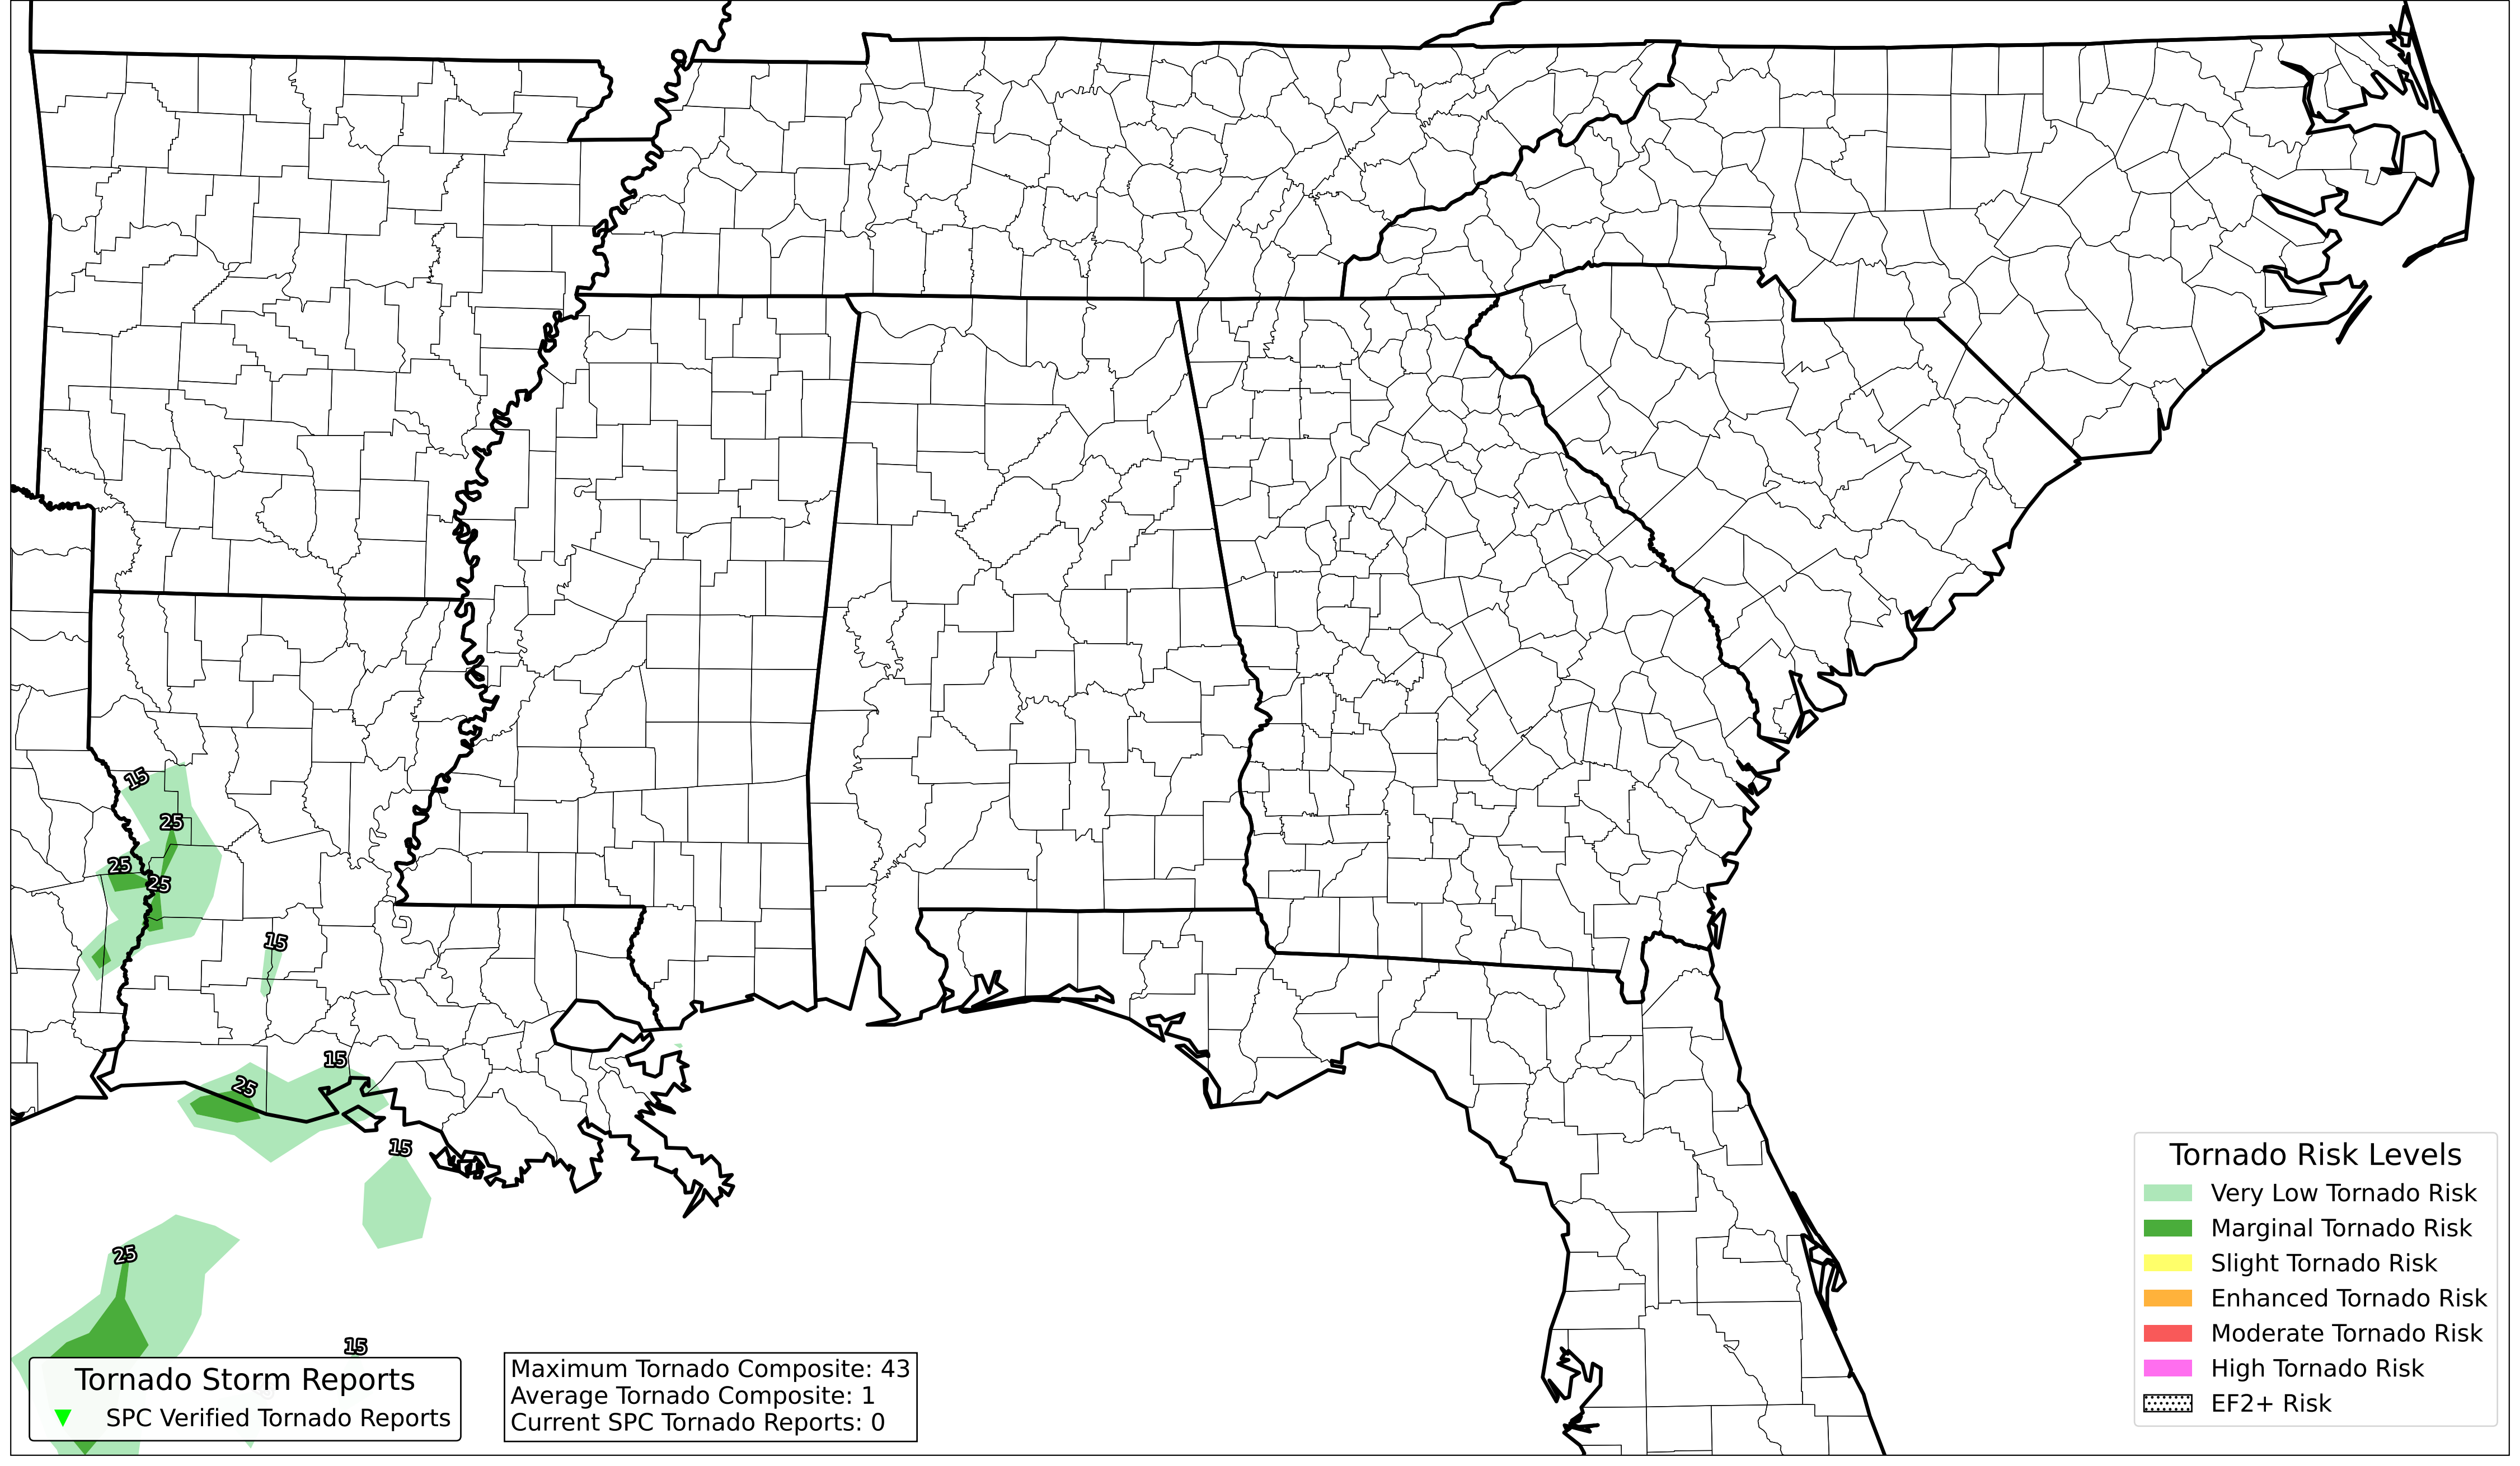 15
25
25
25
15
15
25
15
25
15
Tornado Storm Reports
SPC Verified Tornado Reports
Maximum Tornado Composite: 43
Average Tornado Composite: 1
Current SPC Tornado Reports: 0
Tornado Risk Levels
Very Low Tornado Risk
Marginal Tornado Risk
Slight Tornado Risk
Enhanced Tornado Risk
Moderate Tornado Risk
High Tornado Risk
EF2+ Risk